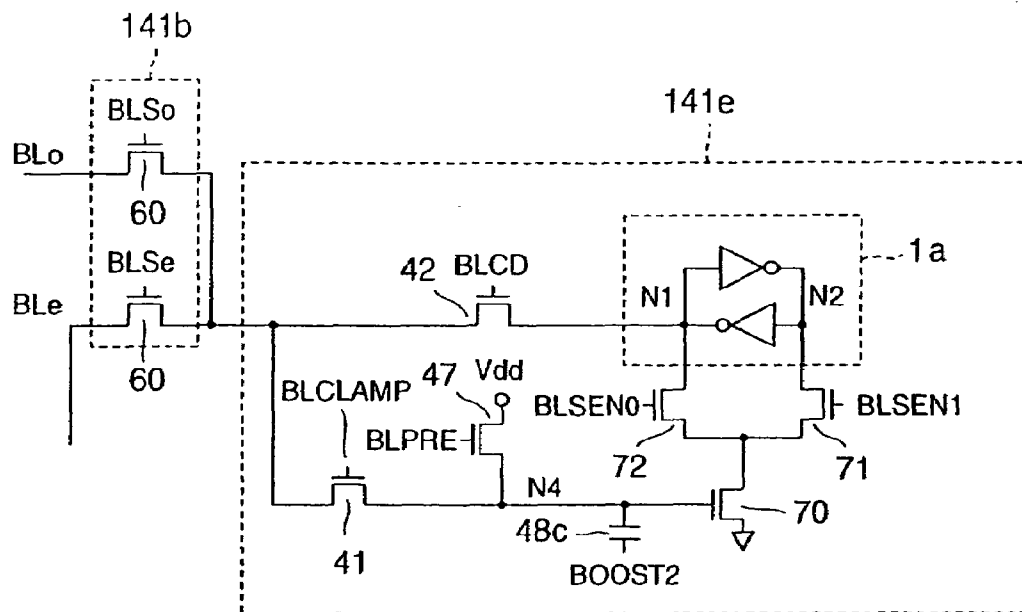 141b
141e
BLSo
BLo
60
BLSe
BLe
60
42
BLCD
1a
N1
N2
BLCLAMP
47
Vdd
BLPRE
BLSEN0
BLSEN1
72
71
N4
41
48c
70
BOOST2